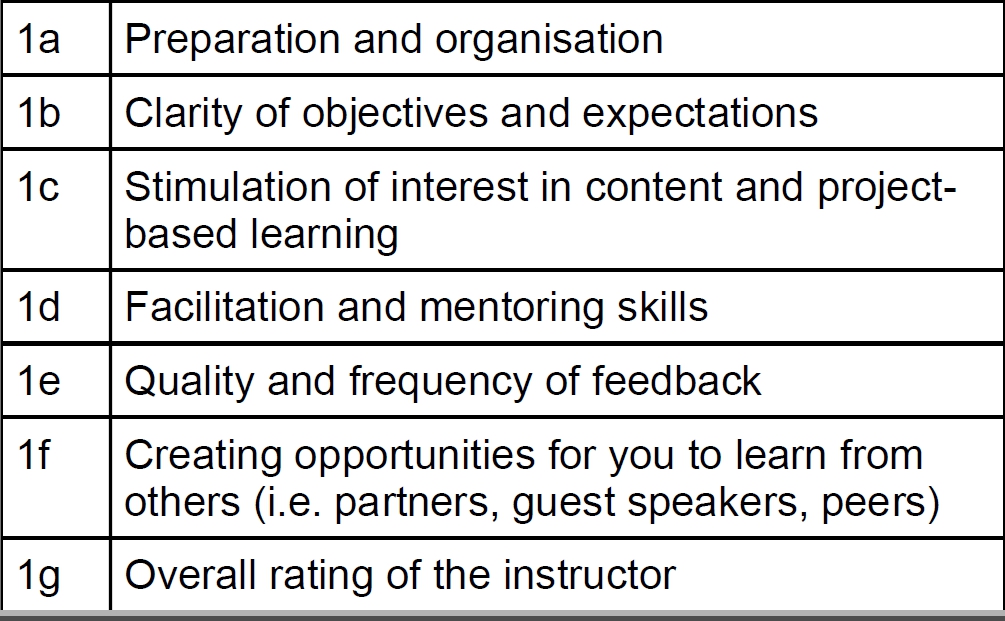 1a Preparation and organisation
1b Clarity of objectives and expectations
1c Stimulation of interest in content and project-
based learning
1d Facilitation and mentoring skills
1e Quality and frequency of feedback
1f Creating opportunities for you to learn from
others (i.e. partners, guest speakers, peers)
1g Overall rating of the instructor